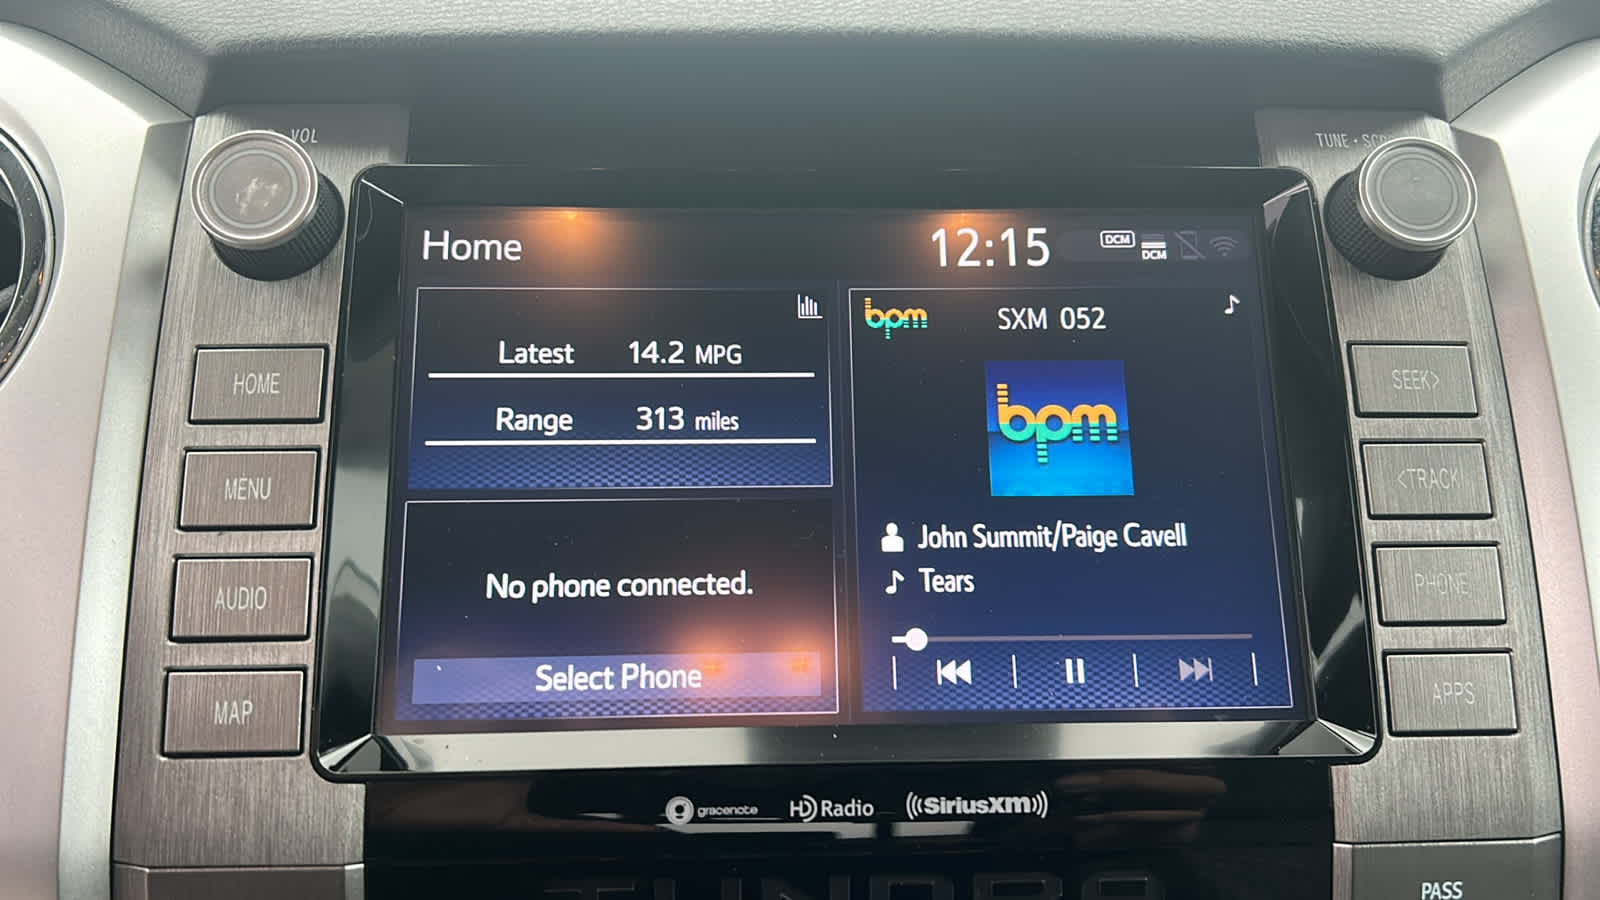 VOL
TUNE • SC
Home
12:15
DCM
DCM
Latest 14.2 MPG
Range 313 miles
No phone connected.
Select Phone
bpm
SXM 052
bpm
John Summit/Paige Cavell
Tears
HOME
MENU
AUDIO
MAP
SEEK>
<TRACK
PHONE
APPS
gracenote
HD Radio
((SiriusXM))
TUNDRA
PASS